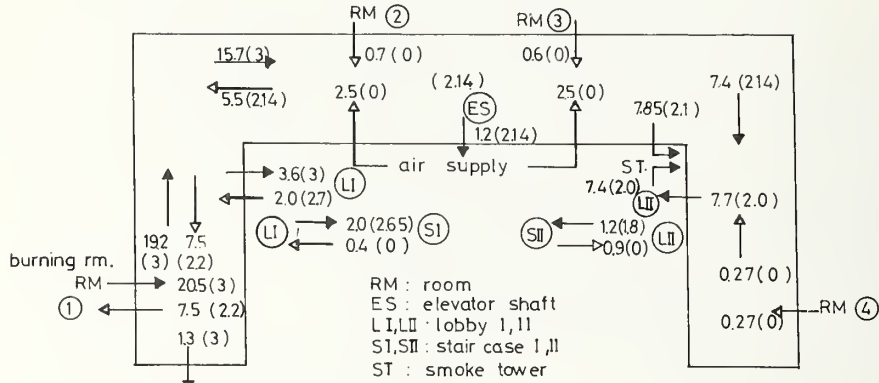 RM ② RM ③
15.7(3) 0.7(0) 0.6(0)
5.5(2.14) 2.5(0) (2.14) 2.5(0) 7.4(2.14)
ES 7.85(2.1)
1.2(2.14)
air supply ST.
3.6(3) LI 7.4(2.0) LII 7.7(2.0)
2.0(2.7)
LI 2.0(2.65) SI SII 1.2(1.8) LII
0.4(0) 0.9(0)
19.2 7.5
(3) (2.2)
burning rm.
RM 20.5(3) 0.27(0)
① 7.5(2.2) RM ④
1.3(3) 0.27(0)
RM : room
ES : elevator shaft
LI,LII : lobby I,II
SI,SII : stair case I,II
ST : smoke tower